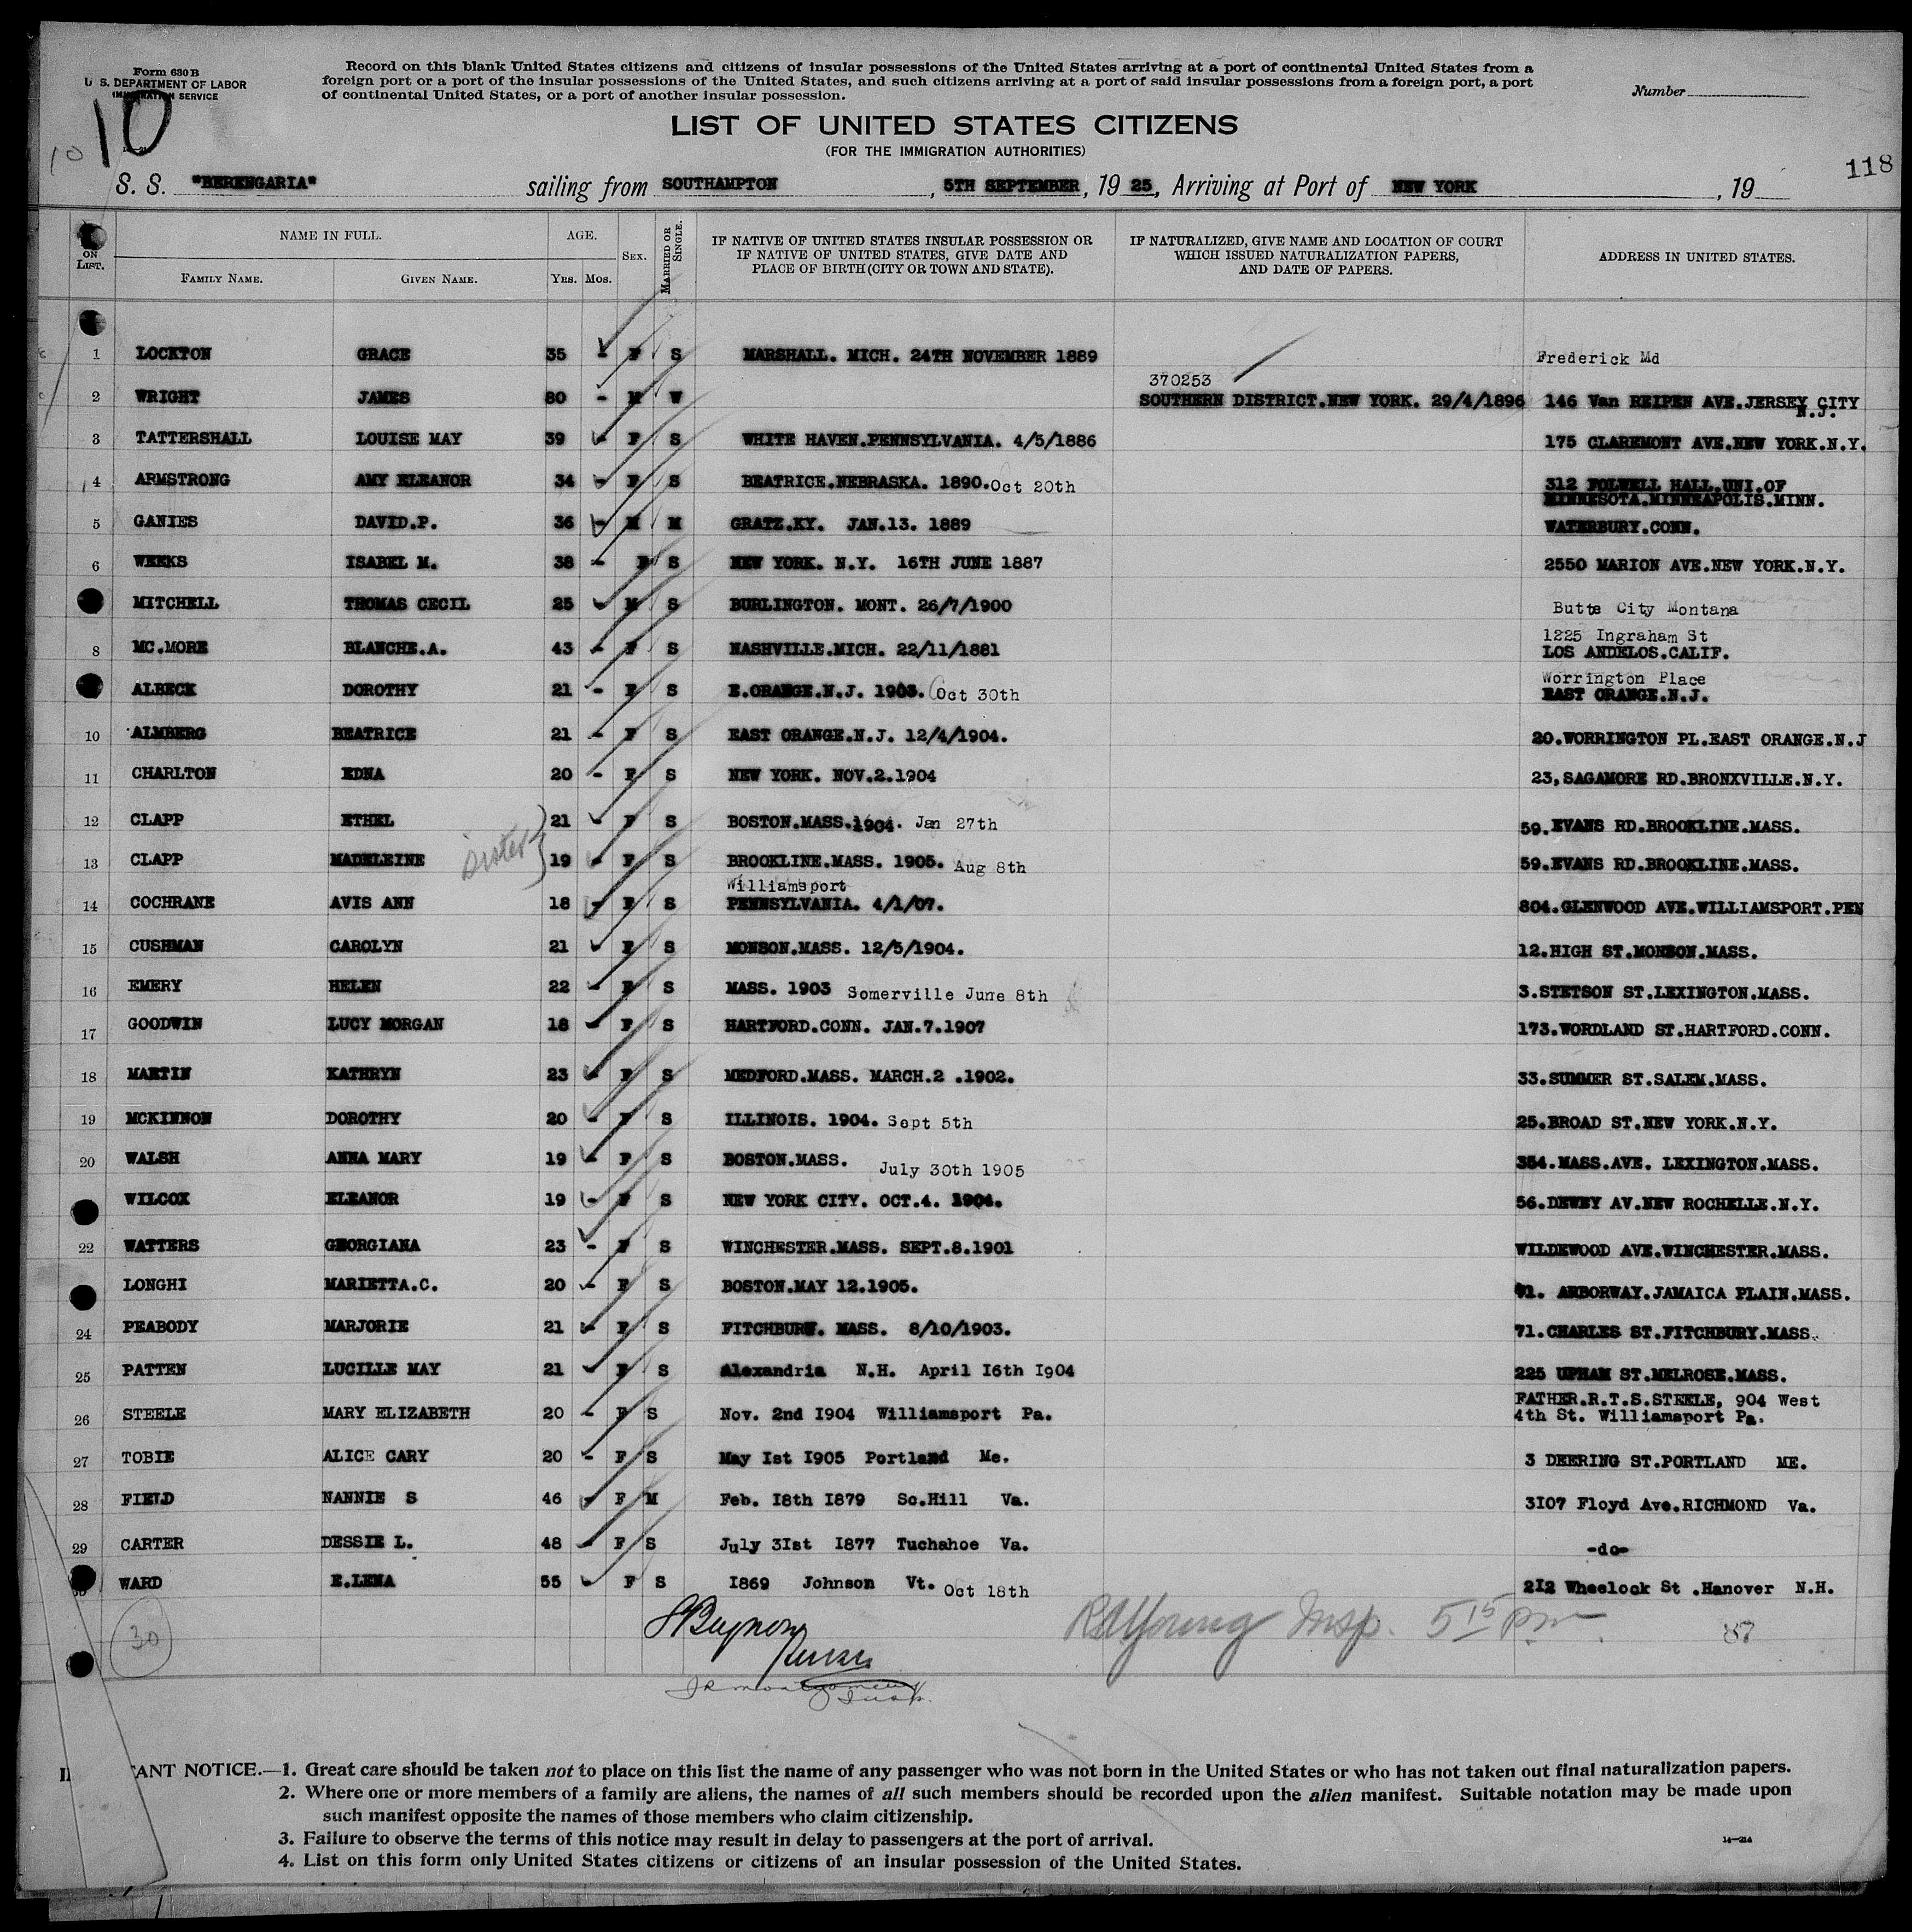 Form 630 B
U. S. DEPARTMENT OF LABOR
IMMIGRATION SERVICE
Record on this blank United States citizens and citizens of insular possessions of the United States arriving at a port of continental United States from a
foreign port or a port of the insular possessions of the United States, and such citizens arriving at a port of said insular possessions from a foreign port, a port
of continental United States, or a port of another insular possession.
Number
10
10
LIST OF UNITED STATES CITIZENS
(FOR THE IMMIGRATION AUTHORITIES)
118
S. S. "BERENGARIA" sailing from SOUTHAMPTON, 5TH SEPTEMBER, 1925, Arriving at Port of NEW YORK, 19
ON LIST. NAME IN FULL. AGE. SEX. MARRIED OR SINGLE. IF NATIVE OF UNITED STATES INSULAR POSSESSION OR IF NATIVE OF UNITED STATES, GIVE DATE AND PLACE OF BIRTH (CITY OR TOWN AND STATE). IF NATURALIZED, GIVE NAME AND LOCATION OF COURT WHICH ISSUED NATURALIZATION PAPERS, AND DATE OF PAPERS. ADDRESS IN UNITED STATES.
FAMILY NAME. GIVEN NAME. YRS. MOS.
1 LOCKTON GRACE 35 - F S MARSHALL. MICH. 24TH NOVEMBER 1889 Frederick Md
370253
2 WRIGHT JAMES 80 - M W SOUTHERN DISTRICT.NEW YORK. 29/4/1896 146 Van REIPEN AVE.JERSEY CITY
N.J.
3 TATTERSHALL LOUISE MAY 39 - F S WHITE HAVEN.PENNSYLVANIA. 4/5/1886 175 CLAREMONT AVE.NEW YORK.N.Y.
4 ARMSTRONG AMY ELEANOR 34 - F S BEATRICE.NEBRASKA. 1890.Oct 20th 312 FOLWELL HALL.UNI.OF
MINNESOTA.MINNEAPOLIS.MINN.
5 GANIES DAVID.P. 36 - M M GRATZ.KY. JAN.13. 1889 WATERBURY.CONN.
6 WEEKS ISABEL M. 38 - F S NEW YORK. N.Y. 16TH JUNE 1887 2550 MARION AVE.NEW YORK.N.Y.
MITCHELL THOMAS CECIL 25 - M S BURLINGTON. MONT. 26/7/1900 Butte City Montana
1225 Ingraham St
8 MC.MORE BLANCHE.A. 43 - F S NASHVILLE.MICH. 22/11/1881 LOS ANDELOS.CALIF.
Worrington Place
ALBECK DOROTHY 21 - F S E.ORANGE.N.J. 1903. Oct 30th EAST ORANGE.N.J.
10 ALMBERG BEATRICE 21 - F S EAST ORANGE.N.J. 12/4/1904. 20.WORRINGTON PL.EAST ORANGE.N.J
11 CHARLTON EDNA 20 - F S NEW YORK. NOV.2.1904 23,SAGAMORE RD.BRONXVILLE.N.Y.
12 CLAPP ETHEL 21 - F S BOSTON.MASS.1904. Jan 27th 59.EVANS RD.BROOKLINE.MASS.
sister
13 CLAPP MADELEINE 19 - F S BROOKLINE.MASS. 1905. Aug 8th 59.EVANS RD.BROOKLINE.MASS.
Williamsport
14 COCHRANE AVIS ANN 18 - F S PENNSYLVANIA. 4/1/07. 804.GLENWOOD AVE.WILLIAMSPORT.PEN
15 CUSHMAN CAROLYN 21 - F S MONSON.MASS. 12/5/1904. 12.HIGH ST.MONSON.MASS.
16 EMERY HELEN 22 - F S MASS. 1903 Somerville June 8th 3.STETSON ST.LEXINGTON.MASS.
17 GOODWIN LUCY MORGAN 18 - F S HARTFORD.CONN. JAN.7.1907 173.WORDLAND ST.HARTFORD.CONN.
18 MARTIN KATHRYN 23 - F S MEDFORD.MASS. MARCH.2 .1902. 33.SUMMER ST.SALEM.MASS.
19 MCKINNON DOROTHY 20 - F S ILLINOIS. 1904. Sept 5th 25.BROAD ST.NEW YORK.N.Y.
20 WALSH ANNA MARY 19 - F S BOSTON.MASS. July 30th 1905 354.MASS.AVE. LEXINGTON.MASS.
WILCOX ELEANOR 19 - F S NEW YORK CITY. OCT.4. 1904. 56.DEWEY AV.NEW ROCHELLE.N.Y.
22 WATTERS GEORGIANA 23 - F S WINCHESTER.MASS. SEPT.8.1901 WILDEWOOD AVE.WINCHESTER.MASS.
LONGHI MARIETTA.C. 20 - F S BOSTON.MAY 12.1905. ARBORWAY.JAMAICA PLAIN.MASS.
24 PEABODY MARJORIE 21 - F S FITCHBURW. MASS. 8/10/1903. 71.CHARLES ST.FITCHBURY.MASS.
25 PATTEN LUCILLE MAY 21 - F S Alexandria N.H. April I6th I904 225 UPHAM ST.MELROSE.MASS.
FATHER.R.T.S.STEELE, 904 West
26 STEELE MARY ELIZABETH 20 - F S Nov. 2nd I904 Williamsport Pa. 4th St. Williamsport Pa.
27 TOBIE ALICE CARY 20 - F S May Ist I905 Portland Me. 3 DEERING ST.PORTLAND ME.
28 FIELD NANNIE S 46 - F M Feb. I8th I879 So.Hill Va. 3I07 Floyd Ave.RICHMOND Va.
29 CARTER DESSIE L. 48 - F S July 3Ist I877 Tuchahoe Va. -do-
WARD E.LENA 55 - F S I869 Johnson Vt. Oct 18th 2I2 Wheelock St .Hanover N.H.
30
Insp. 5 15 pm
87
ANT NOTICE.—1. Great care should be taken not to place on this list the name of any passenger who was not born in the United States or who has not taken out final naturalization papers.
2. Where one or more members of a family are aliens, the names of all such members should be recorded upon the alien manifest. Suitable notation may be made upon
such manifest opposite the names of those members who claim citizenship.
3. Failure to observe the terms of this notice may result in delay to passengers at the port of arrival.
14—214
4. List on this form only United States citizens or citizens of an insular possession of the United States.